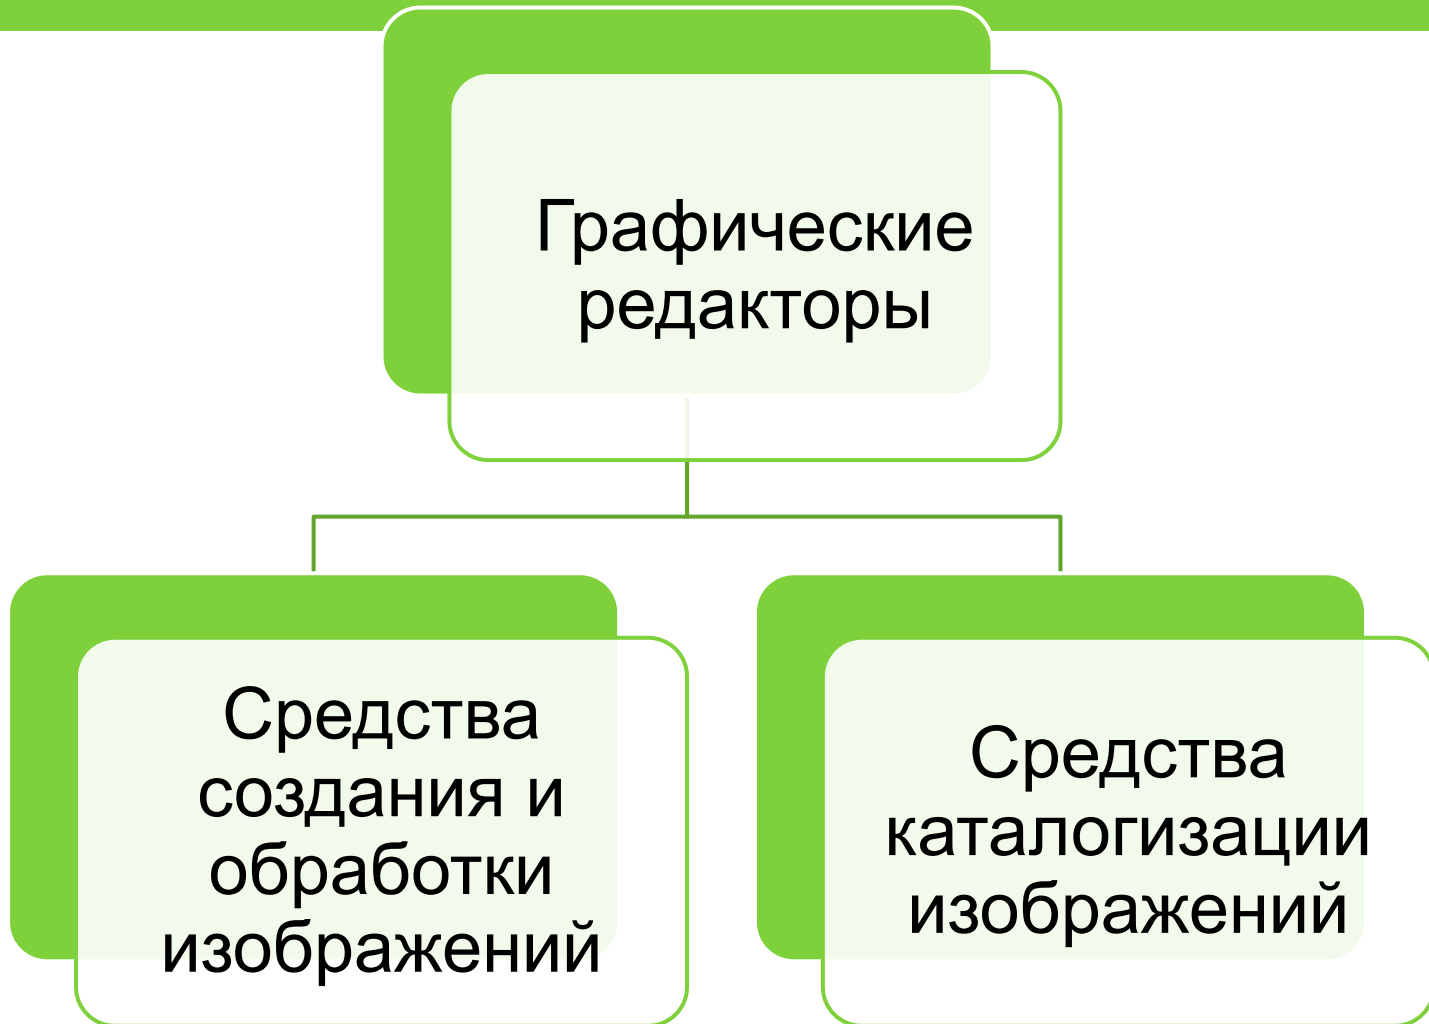 Графические
редакторы
Средства
создания и
обработки
изображений
Средства
каталогизации
изображений